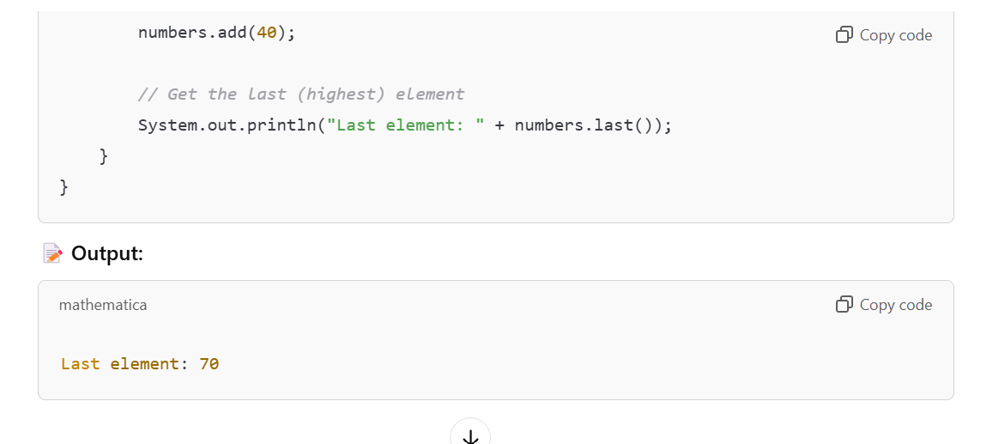 numbers.add(40);
Copy code
// Get the last (highest) element
System.out.println("Last element: " + numbers.last());
}
}
Output:
mathematica
Copy code
Last element: 70